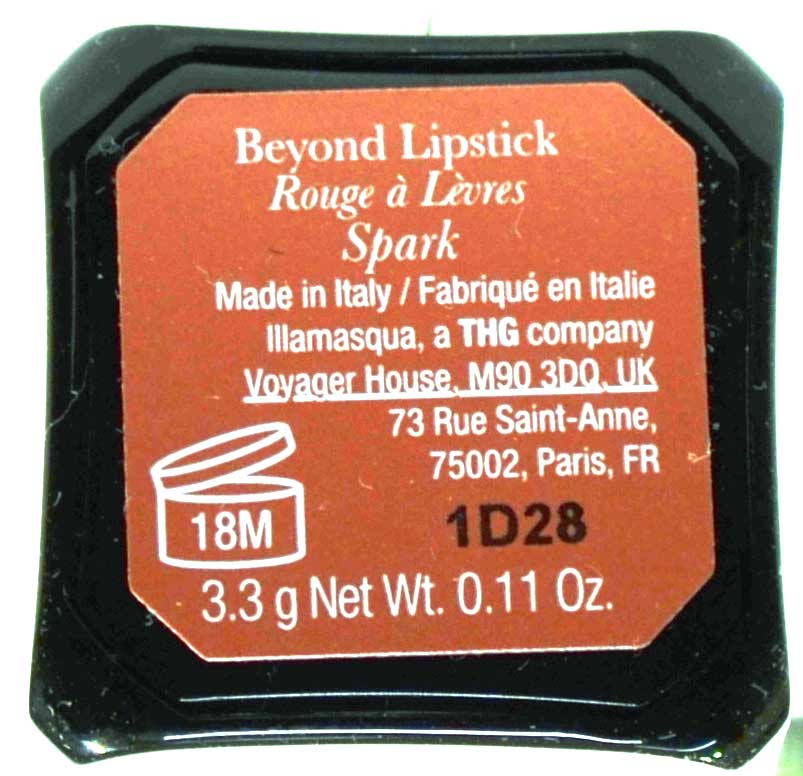 Beyond Lipstick
Rouge à Lèvres
Spark
Made in Italy / Fabriqué en Italie
Illamasqua, a THG company
Voyager House, M90 3DQ, UK
73 Rue Saint-Anne,
75002, Paris, FR
18M
1D28
3.3 g Net Wt. 0.11 Oz.